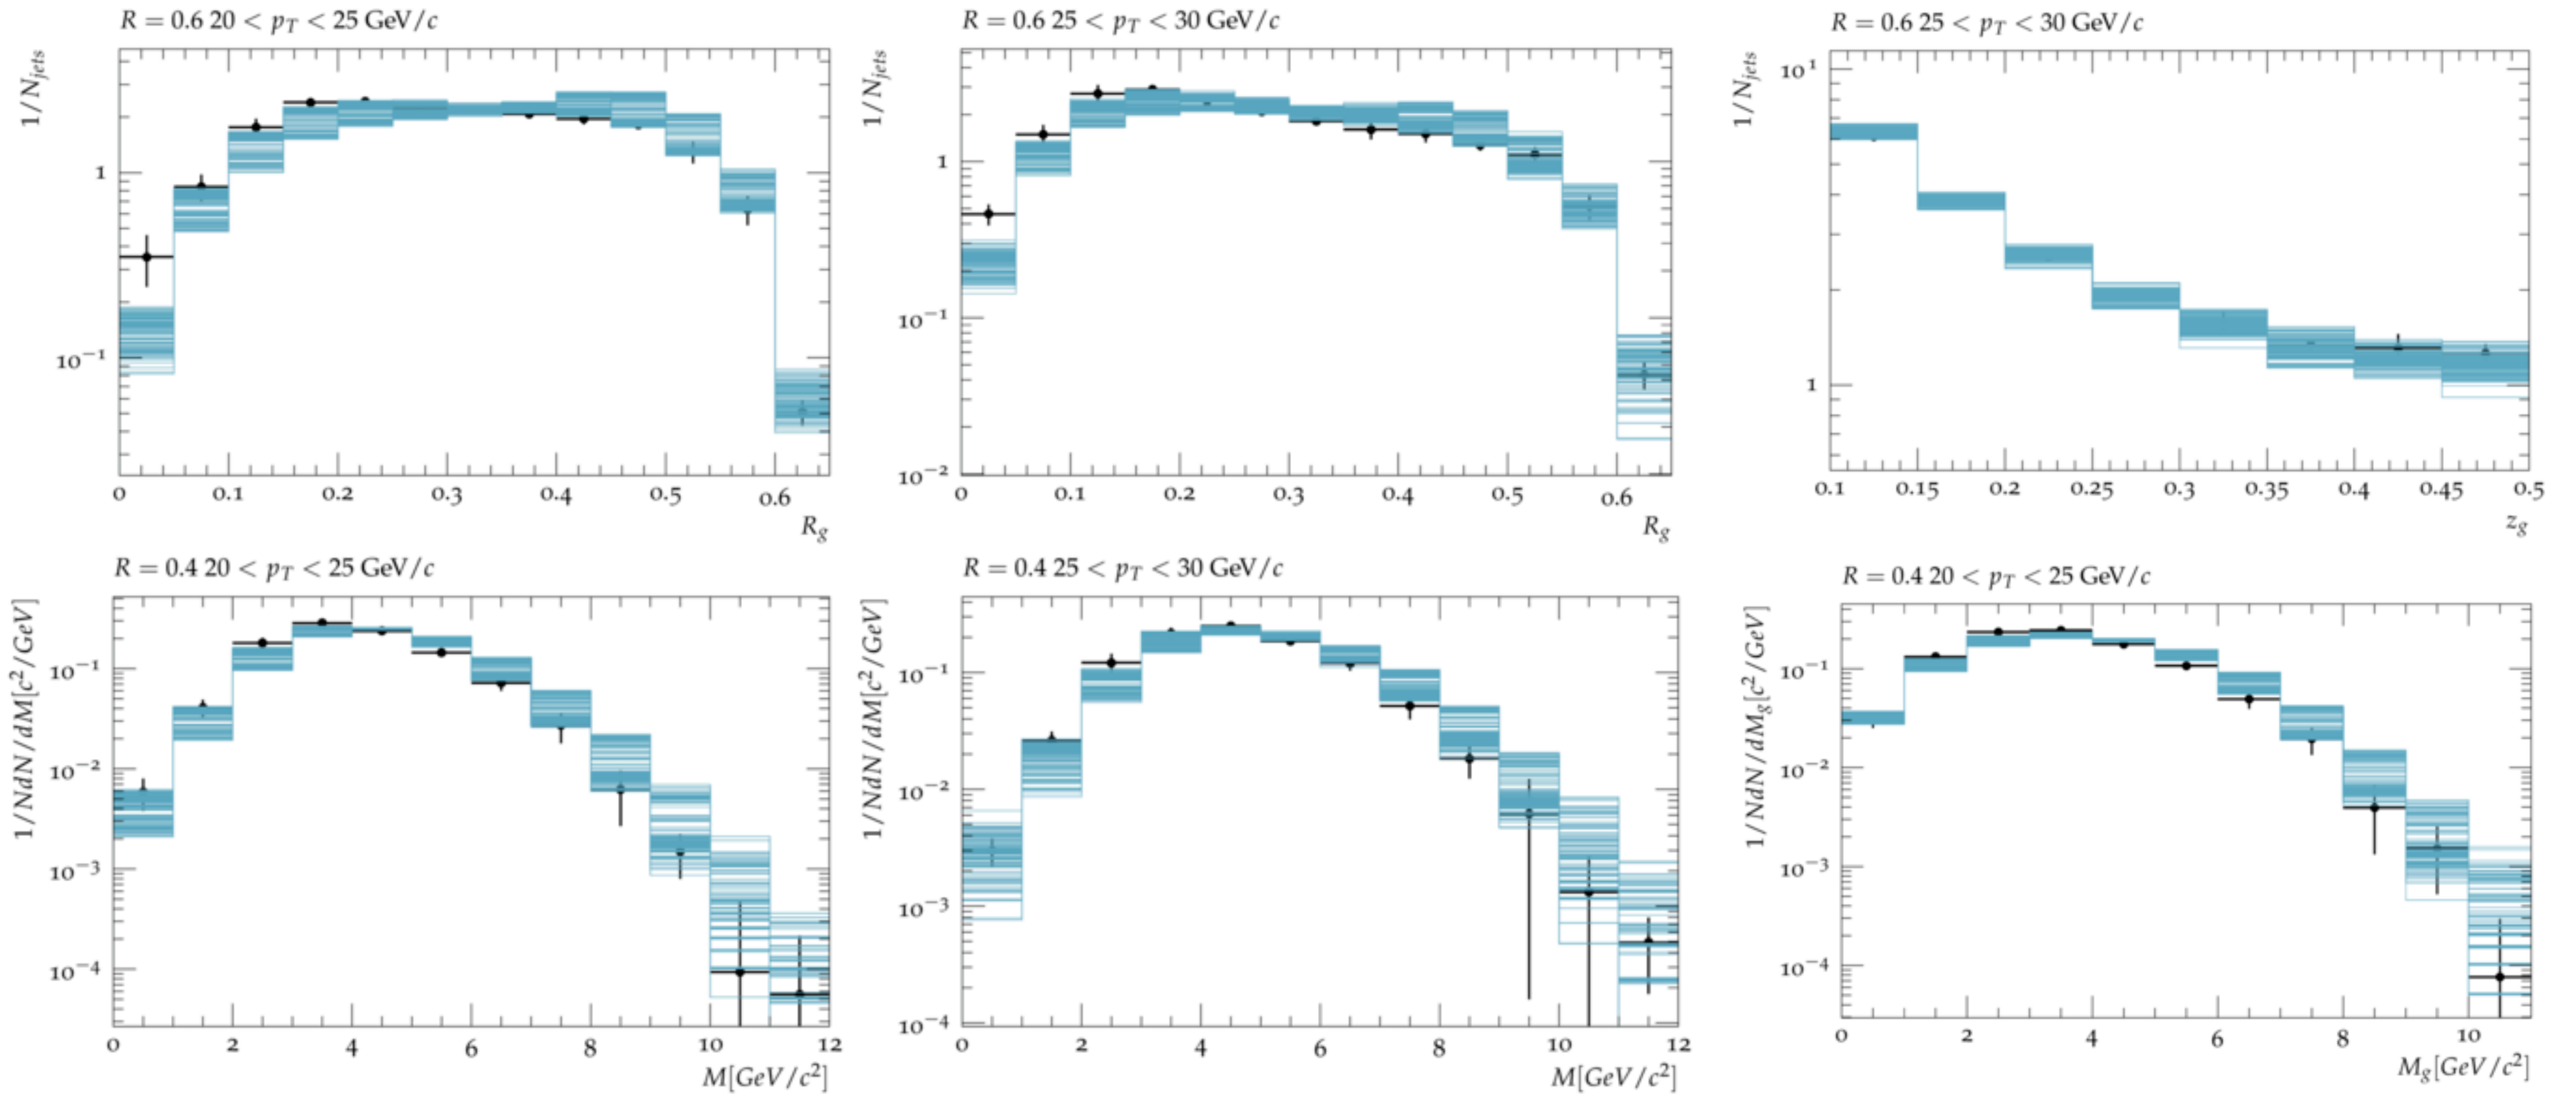 R = 0.6 20 < p_T < 25 GeV/c
1/N_jets
1
10⁻¹
0 0.1 0.2 0.3 0.4 0.5 0.6
R_g
R = 0.6 25 < p_T < 30 GeV/c
1/N_jets
1
10⁻¹
10⁻²
0 0.1 0.2 0.3 0.4 0.5 0.6
R_g
R = 0.6 25 < p_T < 30 GeV/c
1/N_jets
10¹
1
0.1 0.15 0.2 0.25 0.3 0.35 0.4 0.45 0.5
z_g
R = 0.4 20 < p_T < 25 GeV/c
1/NdN/dM[c²/GeV]
10⁻¹
10⁻²
10⁻³
10⁻⁴
0 2 4 6 8 10 12
M[GeV/c²]
R = 0.4 25 < p_T < 30 GeV/c
1/NdN/dM[c²/GeV]
10⁻¹
10⁻²
10⁻³
10⁻⁴
0 2 4 6 8 10 12
M[GeV/c²]
R = 0.4 20 < p_T < 25 GeV/c
1/NdN/dM_g[c²/GeV]
10⁻¹
10⁻²
10⁻³
10⁻⁴
0 2 4 6 8 10
M_g[GeV/c²]